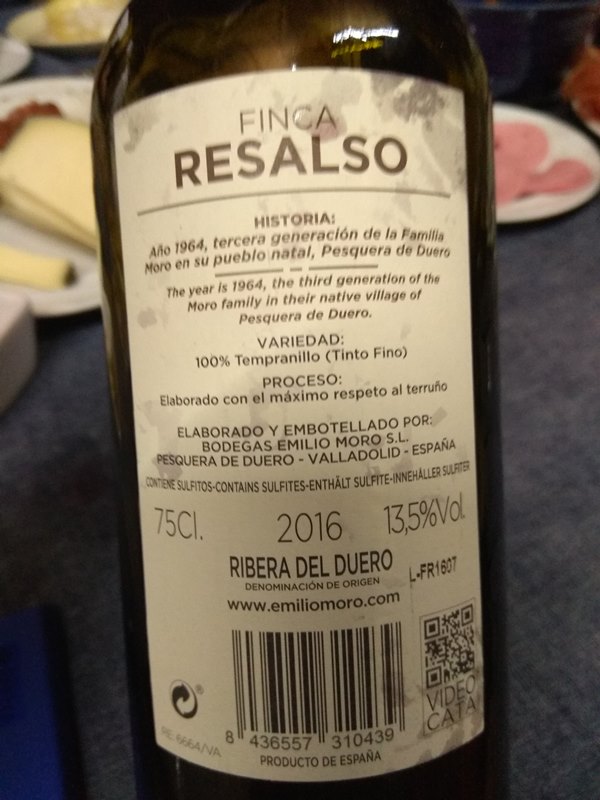 FINCA
RESALSO
HISTORIA:
Año 1964, tercera generación de la Familia
Moro en su pueblo natal, Pesquera de Duero
The year is 1964, the third generation of the
Moro family in their native village of
Pesquera de Duero.
VARIEDAD:
100% Tempranillo (Tinto Fino)
PROCESO:
Elaborado con el máximo respeto al terruño
ELABORADO Y EMBOTELLADO POR:
BODEGAS EMILIO MORO S.L.
PESQUERA DE DUERO - VALLADOLID - ESPAÑA
CONTIENE SULFITOS-CONTAINS SULFITES-ENTHÄLT SULFITE-INNEHÅLLER SULFITER
75Cl. 2016 13,5%Vol.
RIBERA DEL DUERO
DENOMINACIÓN DE ORIGEN
L-FR1607
www.emiliomoro.com
VIDEO
CATA
RE. 6664/VA
8 436557 310439
PRODUCTO DE ESPAÑA